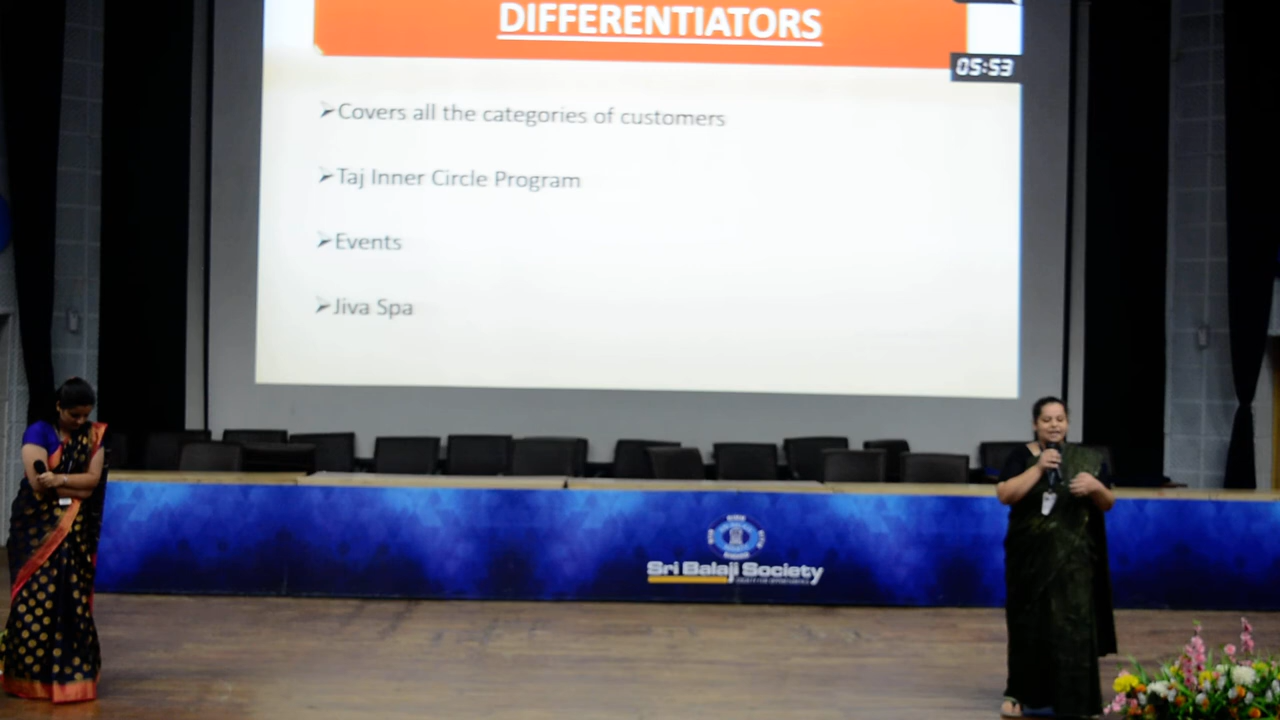 DIFFERENTIATORS
05:53
➢Covers all the categories of customers
➢Taj Inner Circle Program
➢Events
➢Jiva Spa
Sri Balaji Society